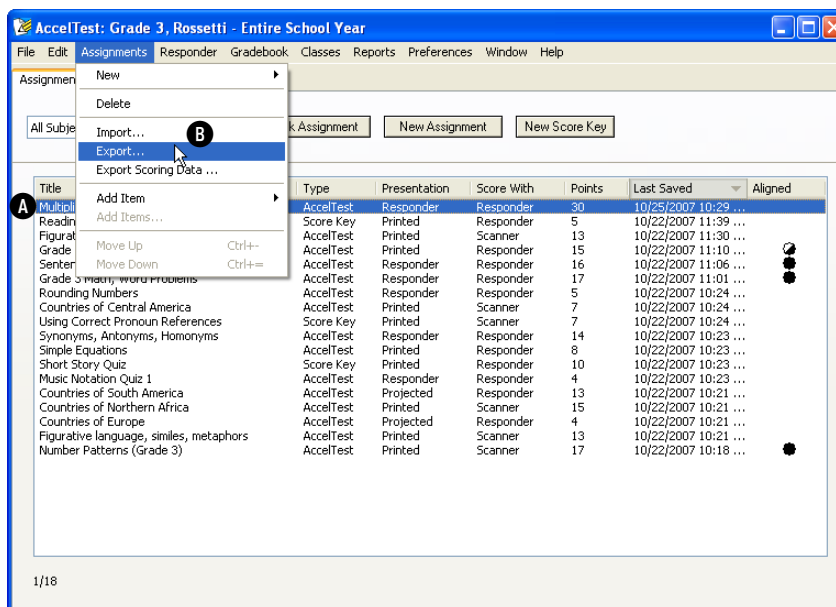 AccelTest: Grade 3, Rossetti - Entire School Year
File Edit Assignments Responder Gradebook Classes Reports Preferences Window Help
Assignmen
New
Delete
All Subje
Import...
B
k Assignment New Assignment New Score Key
Export...
Export Scoring Data ...
Add Item
Add Items...
Move Up Ctrl+-
Move Down Ctrl+=
Title Type Presentation Score With Points Last Saved Aligned
A
Multipli AccelTest Responder Responder 30 10/25/2007 10:29 ...
Readin Score Key Printed Responder 5 10/22/2007 11:39 ...
Figurat AccelTest Printed Scanner 13 10/22/2007 11:30 ...
Grade AccelTest Printed Responder 15 10/22/2007 11:10 ...
Senten AccelTest Responder Responder 16 10/22/2007 11:06 ...
Grade 3 Math, Word Problems AccelTest Responder Responder 17 10/22/2007 11:01 ...
Rounding Numbers AccelTest Printed Responder 5 10/22/2007 10:24 ...
Countries of Central America AccelTest Printed Scanner 7 10/22/2007 10:24 ...
Using Correct Pronoun References Score Key Printed Scanner 7 10/22/2007 10:24 ...
Synonyms, Antonyms, Homonyms AccelTest Responder Responder 14 10/22/2007 10:23 ...
Simple Equations AccelTest Printed Responder 8 10/22/2007 10:23 ...
Short Story Quiz Score Key Printed Responder 10 10/22/2007 10:23 ...
Music Notation Quiz 1 AccelTest Responder Responder 4 10/22/2007 10:23 ...
Countries of South America AccelTest Projected Responder 13 10/22/2007 10:21 ...
Countries of Northern Africa AccelTest Printed Scanner 15 10/22/2007 10:21 ...
Countries of Europe AccelTest Projected Responder 4 10/22/2007 10:21 ...
Figurative language, similes, metaphors AccelTest Printed Scanner 13 10/22/2007 10:21 ...
Number Patterns (Grade 3) AccelTest Printed Scanner 17 10/22/2007 10:18 ...
1/18